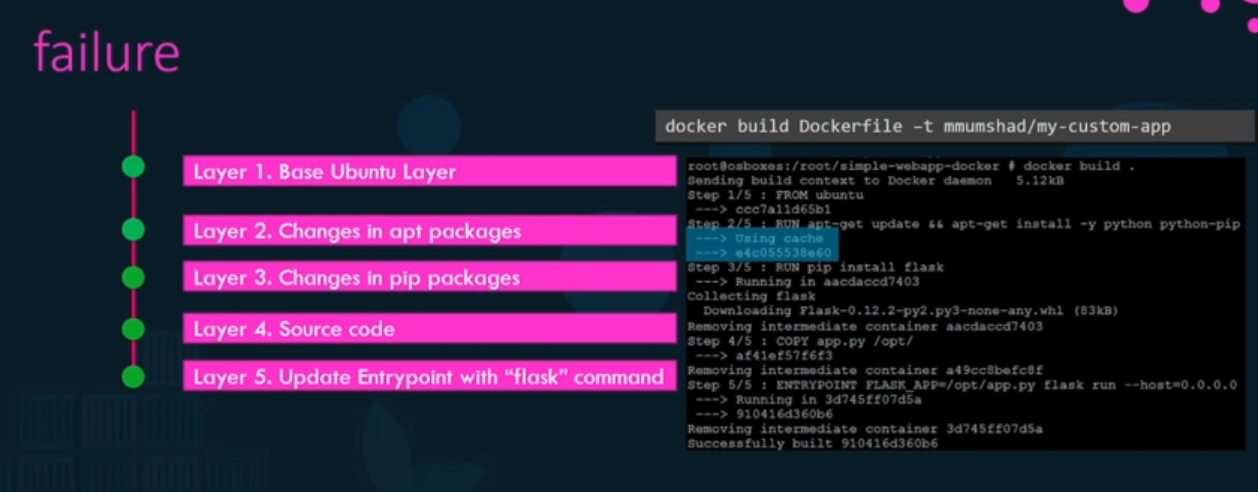 failure
docker build Dockerfile –t mmumshad/my-custom-app
Layer 1. Base Ubuntu Layer
Layer 2. Changes in apt packages
Layer 3. Changes in pip packages
Layer 4. Source code
Layer 5. Update Entrypoint with “flask” command
root@osboxes:/root/simple-webapp-docker # docker build .
Sending build context to Docker daemon 5.12kB
Step 1/5 : FROM ubuntu
---> ccc7a11d65b1
Step 2/5 : RUN apt-get update && apt-get install -y python python-pip
---> Using cache
---> e4c055538e60
Step 3/5 : RUN pip install flask
---> Running in aacdaccd7403
Collecting flask
Downloading Flask-0.12.2-py2.py3-none-any.whl (83kB)
Removing intermediate container aacdaccd7403
Step 4/5 : COPY app.py /opt/
---> af41ef57f6f3
Removing intermediate container a49cc8befc8f
Step 5/5 : ENTRYPOINT FLASK_APP=/opt/app.py flask run --host=0.0.0.0
---> Running in 3d745ff07d5a
---> 910416d360b6
Removing intermediate container 3d745ff07d5a
Successfully built 910416d360b6